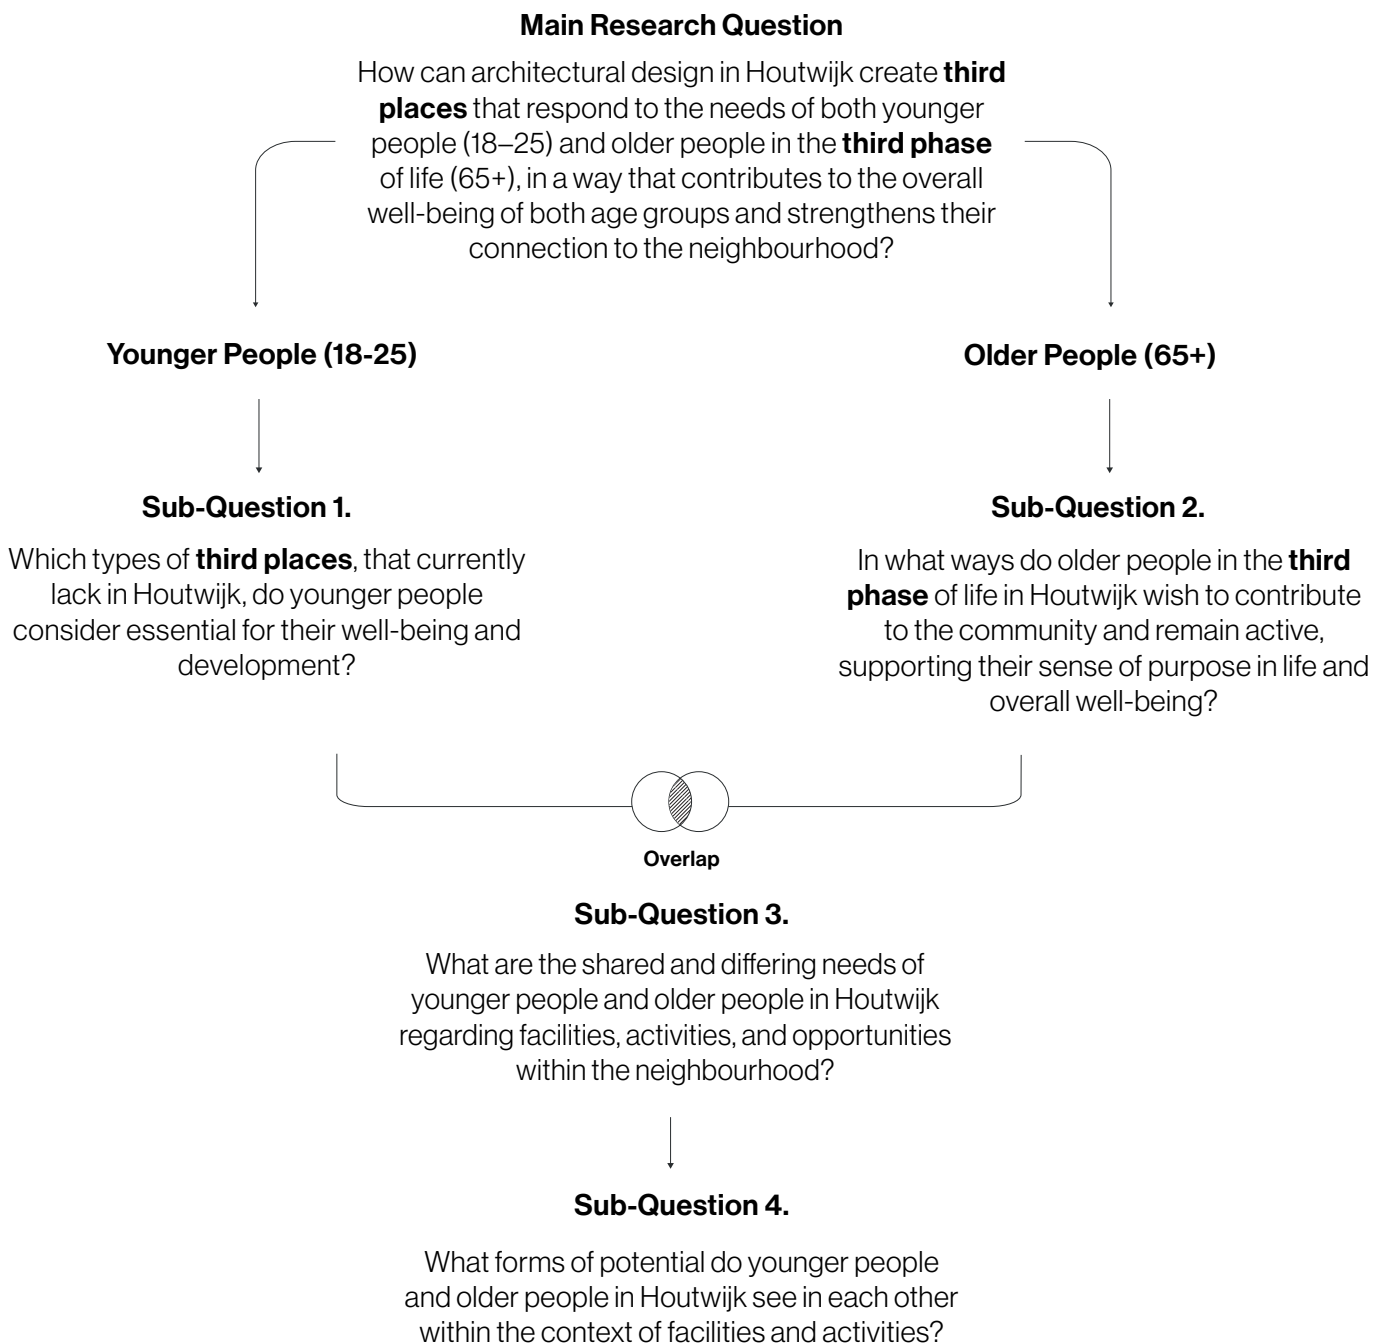 Main Research Question
How can architectural design in Houtwijk create third
places that respond to the needs of both younger
people (18–25) and older people in the third phase
of life (65+), in a way that contributes to the overall
well-being of both age groups and strengthens their
connection to the neighbourhood?
Younger People (18-25)
Older People (65+)
Sub-Question 1.
Which types of third places, that currently
lack in Houtwijk, do younger people
consider essential for their well-being and
development?
Sub-Question 2.
In what ways do older people in the third
phase of life in Houtwijk wish to contribute
to the community and remain active,
supporting their sense of purpose in life and
overall well-being?
Overlap
Sub-Question 3.
What are the shared and differing needs of
younger people and older people in Houtwijk
regarding facilities, activities, and opportunities
within the neighbourhood?
Sub-Question 4.
What forms of potential do younger people
and older people in Houtwijk see in each other
within the context of facilities and activities?